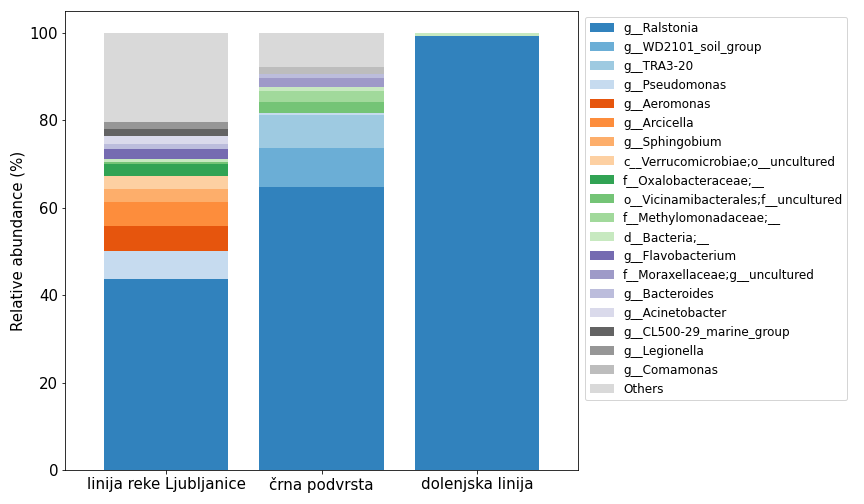 Relative abundance (%)
100
80
60
40
20
0
linija reke Ljubljanice
črna podvrsta
dolenjska linija
g__Ralstonia
g__WD2101_soil_group
g__TRA3-20
g__Pseudomonas
g__Aeromonas
g__Arcicella
g__Sphingobium
c__Verrucomicrobiae;o__uncultured
f__Oxalobacteraceae;__
o__Vicinamibacterales;f__uncultured
f__Methylomonadaceae;__
d__Bacteria;__
g__Flavobacterium
f__Moraxellaceae;g__uncultured
g__Bacteroides
g__Acinetobacter
g__CL500-29_marine_group
g__Legionella
g__Comamonas
Others